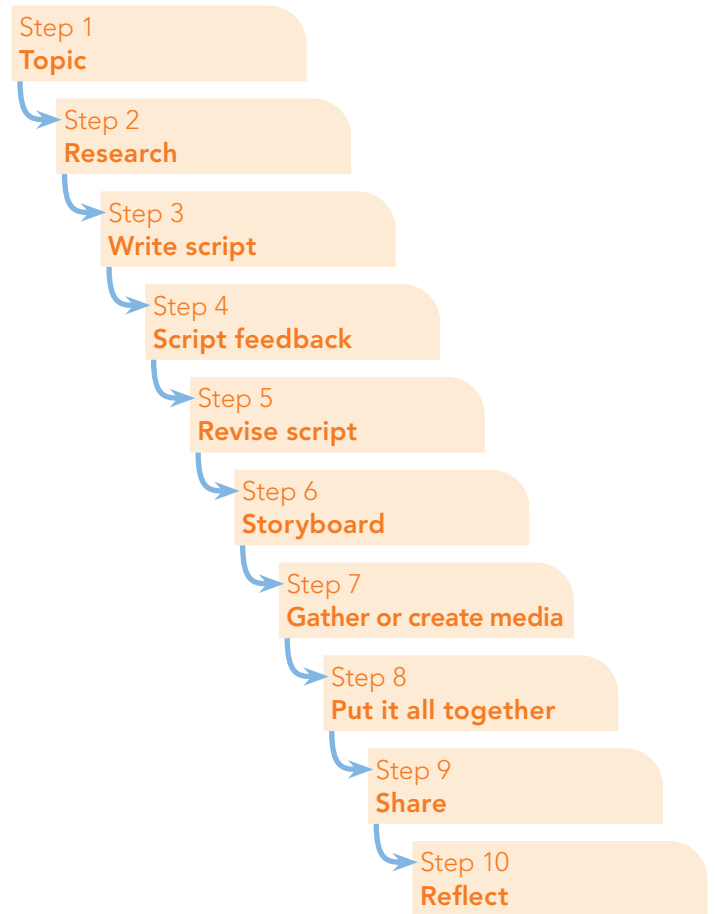 Step 1
Topic
Step 2
Research
Step 3
Write script
Step 4
Script feedback
Step 5
Revise script
Step 6
Storyboard
Step 7
Gather or create media
Step 8
Put it all together
Step 9
Share
Step 10
Reflect